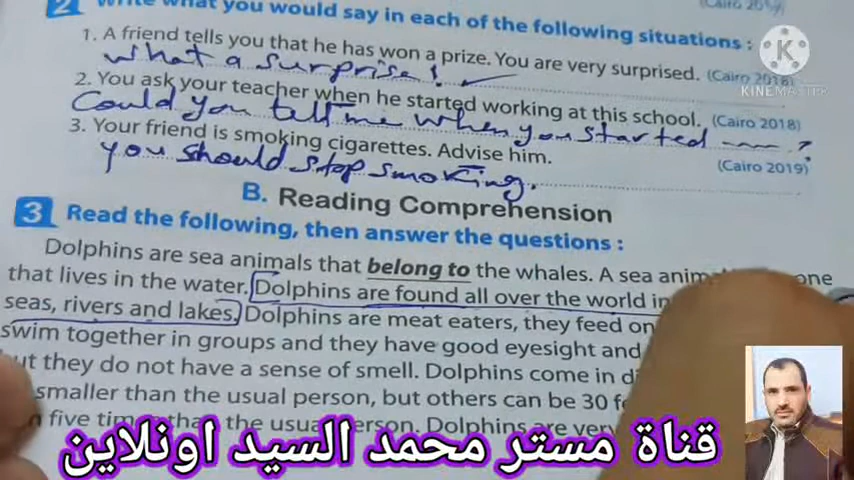 2 Write what you would say in each of the following situations :
(Cairo 2017)
1. A friend tells you that he has won a prize. You are very surprised. (Cairo 2018)
What a surprise!
2. You ask your teacher when he started working at this school. (Cairo 2018)
Could you tell me when you started ?
3. Your friend is smoking cigarettes. Advise him. (Cairo 2019)
you should stop smoking.
B. Reading Comprehension
3 Read the following, then answer the questions :
Dolphins are sea animals that belong to the whales. A sea one
that lives in the water. Dolphins are found all over the world in
seas, rivers and lakes. Dolphins are meat eaters, they feed on
swim together in groups and they have good eyesight and
but they do not have a sense of smell. Dolphins come in
smaller than the usual person, but others can be 30
five than the usual person. Dolphins are very
KINEMASTER
قناة مستر محمد السيد اونلاين